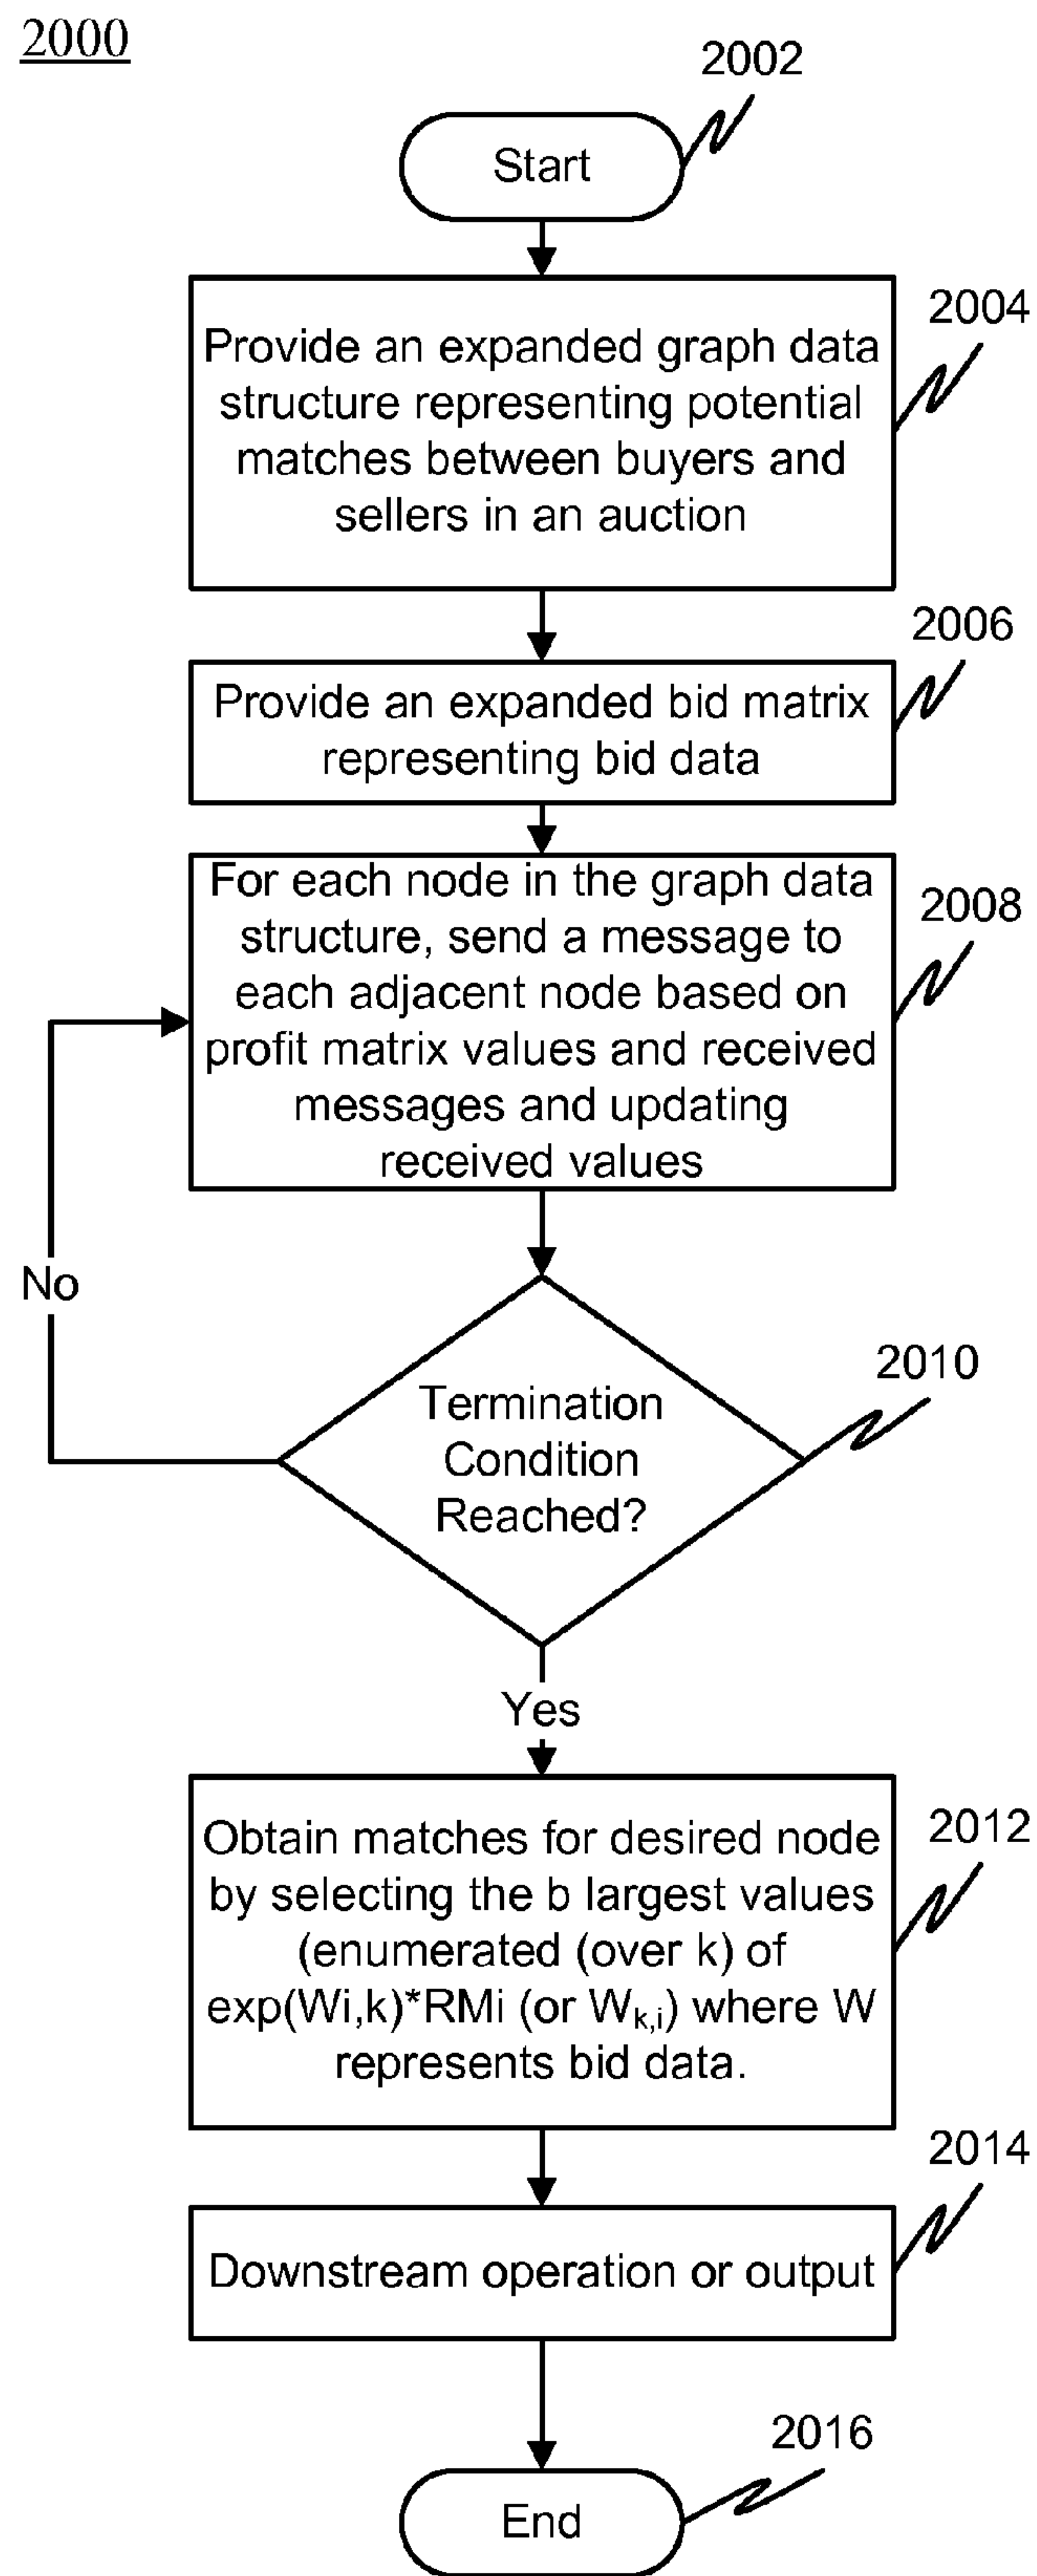 2000
2002
Start
2004
Provide an expanded graph data
structure representing potential
matches between buyers and
sellers in an auction
2006
Provide an expanded bid matrix
representing bid data
2008
For each node in the graph data
structure, send a message to
each adjacent node based on
profit matrix values and received
messages and updating
received values
No
2010
Termination
Condition
Reached?
Yes
2012
Obtain matches for desired node
by selecting the b largest values
(enumerated (over k) of
exp(Wi,k)*RMi (or Wk,i) where W
represents bid data.
2014
Downstream operation or output
2016
End